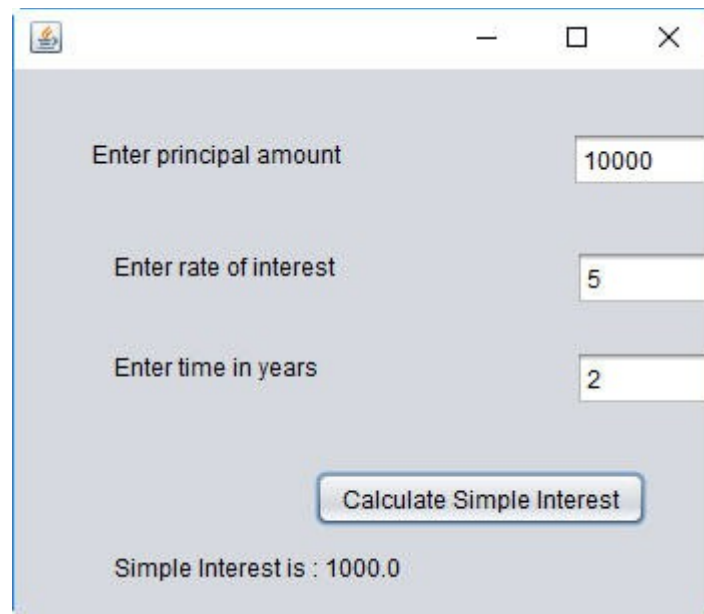 Enter principal amount 10000
Enter rate of interest 5
Enter time in years 2
Calculate Simple Interest
Simple Interest is : 1000.0